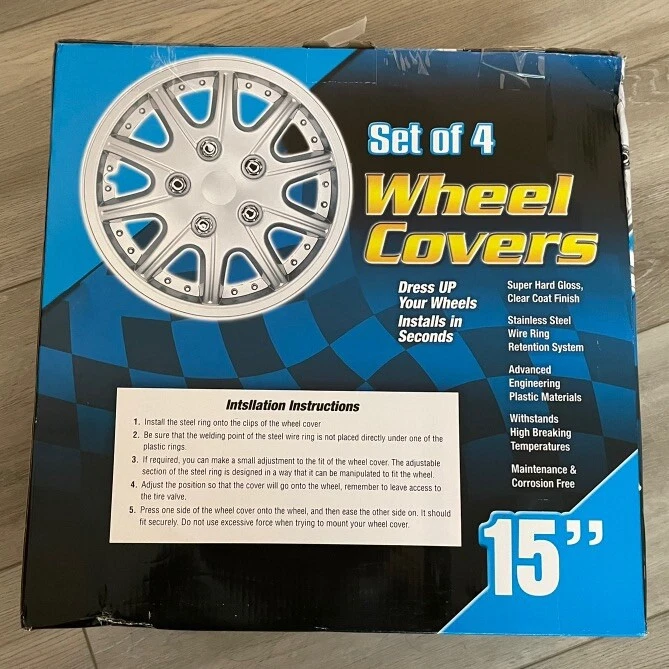 Set of 4
Wheel
Covers
Dress UP
Your Wheels
Installs in
Seconds
Super Hard Gloss,
Clear Coat Finish
Stainless Steel
Wire Ring
Retention System
Advanced
Engineering
Plastic Materials
Withstands
High Breaking
Temperatures
Maintenance &
Corrosion Free
Intsllation Instructions
1. Install the steel ring onto the clips of the wheel cover
2. Be sure that the welding point of the steel wire ring is not placed directly under one of the
plastic rings.
3. If required, you can make a small adjustment to the fit of the wheel cover. The adjustable
section of the steel ring is designed in a way that it can be manipulated to fit the wheel.
4. Adjust the position so that the cover will go onto the wheel, remember to leave access to
the tire valve.
5. Press one side of the wheel cover onto the wheel, and then ease the other side on. It should
fit securely. Do not use excessive force when trying to mount your wheel cover.
15”